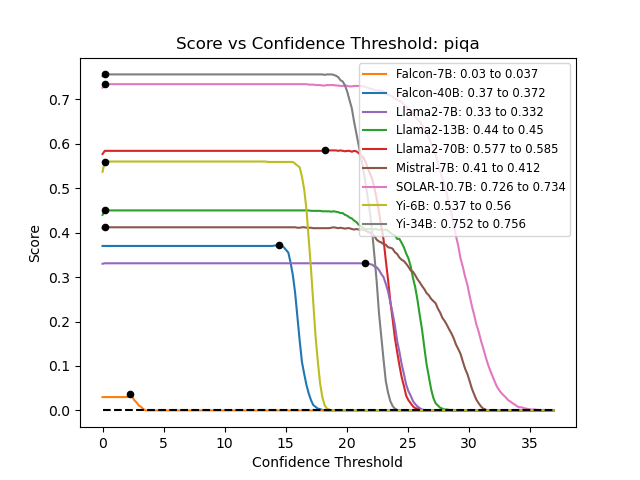 Score vs Confidence Threshold: piqa
Falcon-7B: 0.03 to 0.037
Falcon-40B: 0.37 to 0.372
Llama2-7B: 0.33 to 0.332
Llama2-13B: 0.44 to 0.45
Llama2-70B: 0.577 to 0.585
Mistral-7B: 0.41 to 0.412
SOLAR-10.7B: 0.726 to 0.734
Yi-6B: 0.537 to 0.56
Yi-34B: 0.752 to 0.756
0.7
0.6
0.5
0.4
0.3
0.2
0.1
0.0
Score
0 5 10 15 20 25 30 35
Confidence Threshold